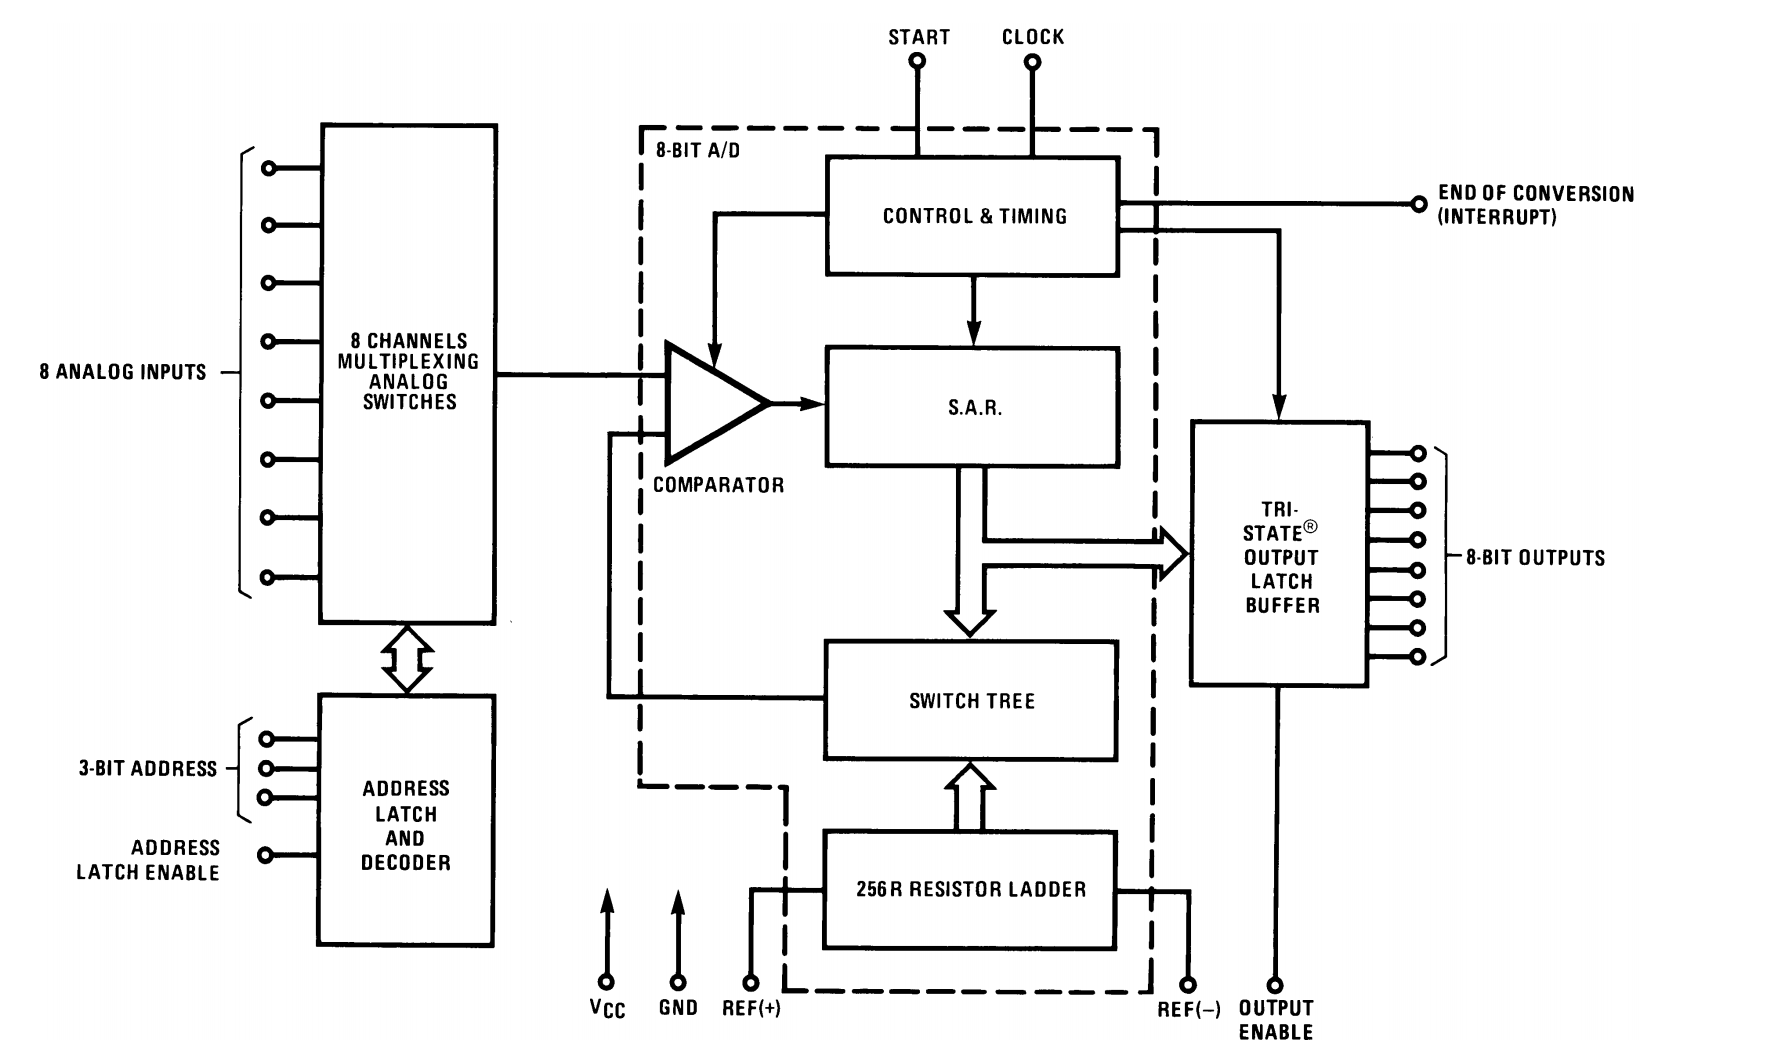 START
CLOCK
8-BIT A/D
CONTROL & TIMING
END OF CONVERSION
(INTERRUPT)
8 ANALOG INPUTS
8 CHANNELS
MULTIPLEXING
ANALOG
SWITCHES
S.A.R.
COMPARATOR
TRI-
STATE®
OUTPUT
LATCH
BUFFER
8-BIT OUTPUTS
SWITCH TREE
3-BIT ADDRESS
ADDRESS
LATCH ENABLE
ADDRESS
LATCH
AND
DECODER
256R RESISTOR LADDER
VCC
GND
REF(+)
REF(−)
OUTPUT
ENABLE